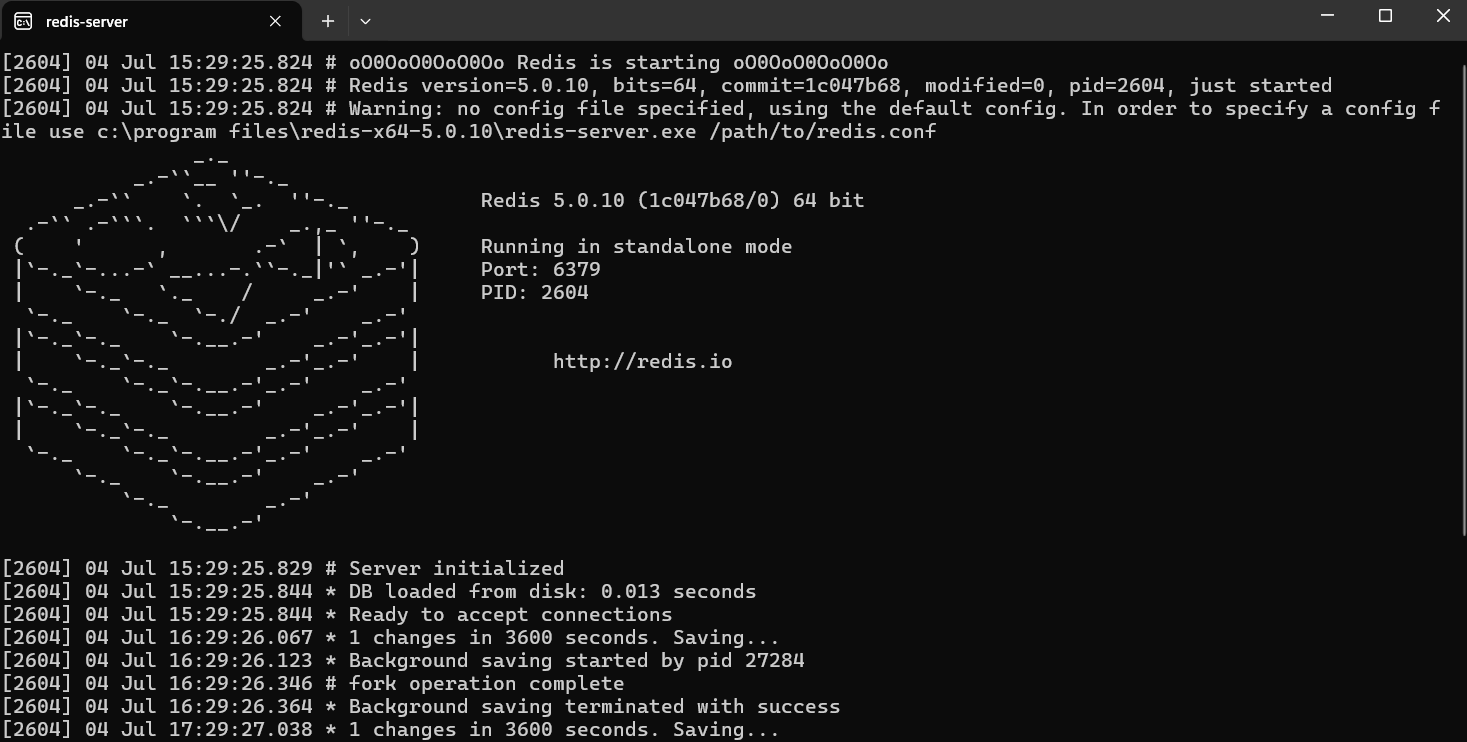 redis-server
[2604] 04 Jul 15:29:25.824 # oO0OoO0OoO0Oo Redis is starting oO0OoO0OoO0Oo
[2604] 04 Jul 15:29:25.824 # Redis version=5.0.10, bits=64, commit=1c047b68, modified=0, pid=2604, just started
[2604] 04 Jul 15:29:25.824 # Warning: no config file specified, using the default config. In order to specify a config f
ile use c:\program files\redis-x64-5.0.10\redis-server.exe /path/to/redis.conf
Redis 5.0.10 (1c047b68/0) 64 bit
Running in standalone mode
Port: 6379
PID: 2604
http://redis.io
[2604] 04 Jul 15:29:25.829 # Server initialized
[2604] 04 Jul 15:29:25.844 * DB loaded from disk: 0.013 seconds
[2604] 04 Jul 15:29:25.844 * Ready to accept connections
[2604] 04 Jul 16:29:26.067 * 1 changes in 3600 seconds. Saving...
[2604] 04 Jul 16:29:26.123 * Background saving started by pid 27284
[2604] 04 Jul 16:29:26.346 # fork operation complete
[2604] 04 Jul 16:29:26.364 * Background saving terminated with success
[2604] 04 Jul 17:29:27.038 * 1 changes in 3600 seconds. Saving...